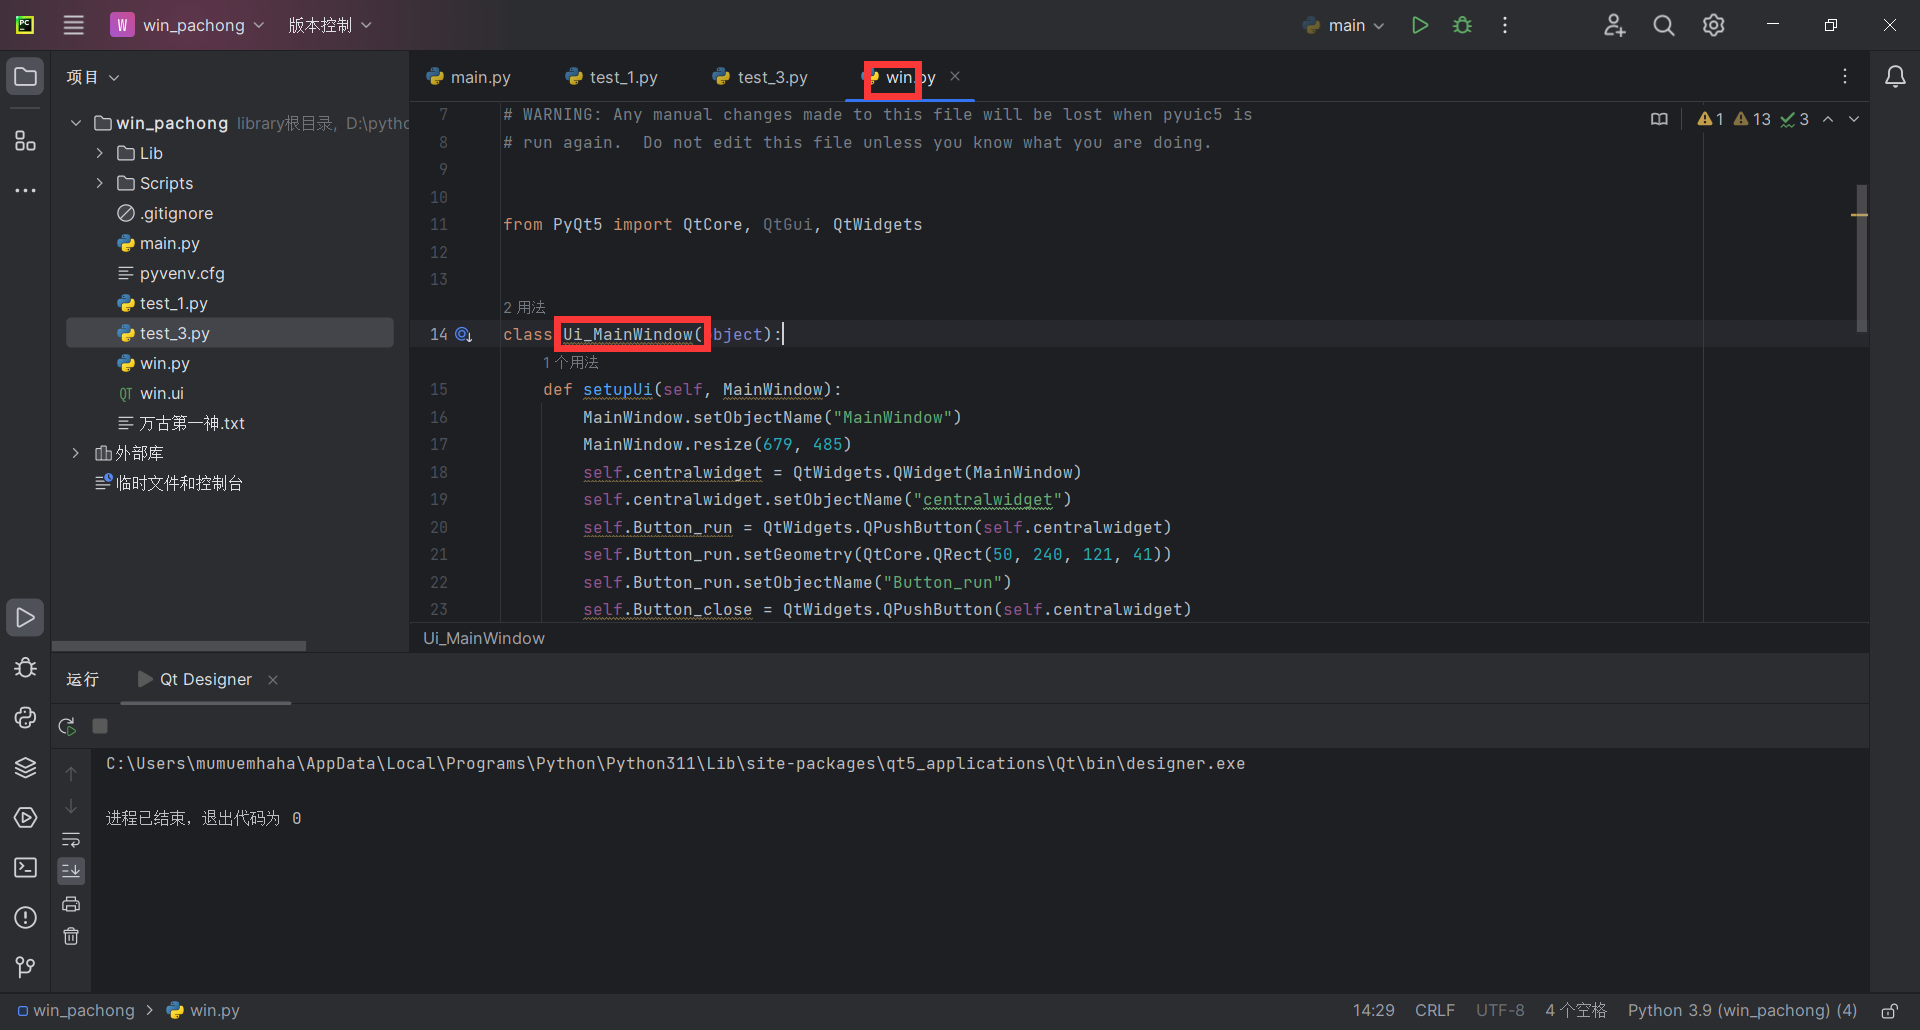 PC
W win_pachong 版本控制 main
项目 main.py test_1.py test_3.py win.py
win_pachong library根目录, D:\pytho
Lib
Scripts
.gitignore
main.py
pyvenv.cfg
test_1.py
test_3.py
win.py
QT win.ui
万古第一神.txt
外部库
临时文件和控制台
1 13 3
7 # WARNING: Any manual changes made to this file will be lost when pyuic5 is
8 # run again.  Do not edit this file unless you know what you are doing.
9
10
11 from PyQt5 import QtCore, QtGui, QtWidgets
12
13
2 用法
14 class Ui_MainWindow(object):
1 个用法
15 def setupUi(self, MainWindow):
16 MainWindow.setObjectName("MainWindow")
17 MainWindow.resize(679, 485)
18 self.centralwidget = QtWidgets.QWidget(MainWindow)
19 self.centralwidget.setObjectName("centralwidget")
20 self.Button_run = QtWidgets.QPushButton(self.centralwidget)
21 self.Button_run.setGeometry(QtCore.QRect(50, 240, 121, 41))
22 self.Button_run.setObjectName("Button_run")
23 self.Button_close = QtWidgets.QPushButton(self.centralwidget)
Ui_MainWindow
运行 Qt Designer
C:\Users\mumuemhaha\AppData\Local\Programs\Python\Python311\Lib\site-packages\qt5_applications\Qt\bin\designer.exe
进程已结束，退出代码为 0
win_pachong win.py 14:29 CRLF UTF-8 4 个空格 Python 3.9 (win_pachong) (4)